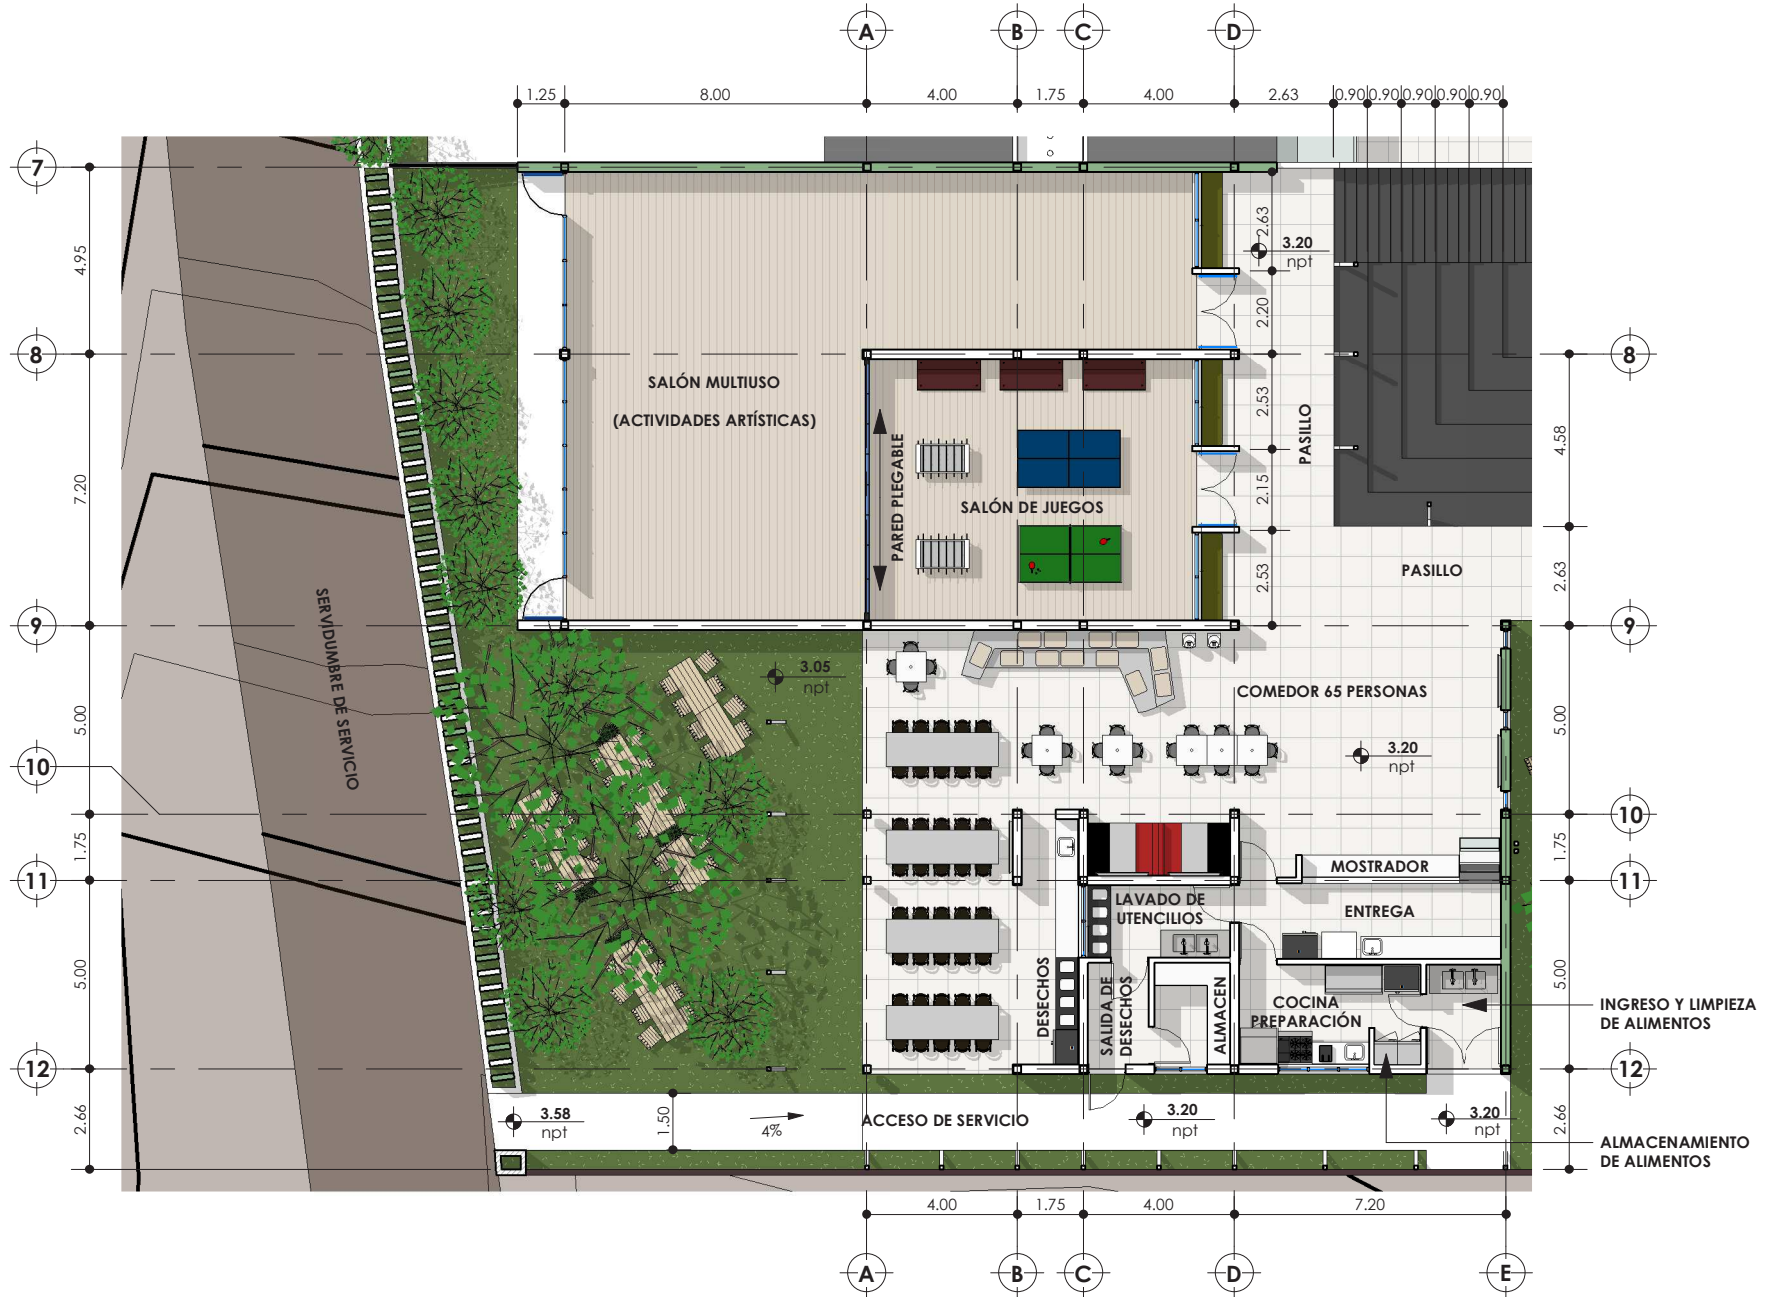 A
B
C
D
1.25
8.00
4.00
1.75
4.00
2.63
0.90
0.90
0.90
0.90
0.90
7
4.95
2.63
3.20
npt
2.20
8
8
SALÓN MULTIUSO
(ACTIVIDADES ARTÍSTICAS)
2.53
PASILLO
4.58
PARED PLEGABLE
7.20
SALÓN DE JUEGOS
2.15
2.53
PASILLO
2.63
SERVIDUMBRE DE SERVICIO
9
9
3.05
npt
COMEDOR 65 PERSONAS
5.00
5.00
3.20
npt
10
10
1.75
1.75
MOSTRADOR
11
11
LAVADO DE
UTENCILIOS
ENTREGA
5.00
5.00
DESECHOS
SALIDA DE
DESECHOS
ALMACEN
COCINA
PREPARACIÓN
INGRESO Y LIMPIEZA
DE ALIMENTOS
12
12
2.66
3.58
npt
1.50
4%
ACCESO DE SERVICIO
3.20
npt
3.20
npt
2.66
ALMACENAMIENTO
DE ALIMENTOS
4.00
1.75
4.00
7.20
A
B
C
D
E